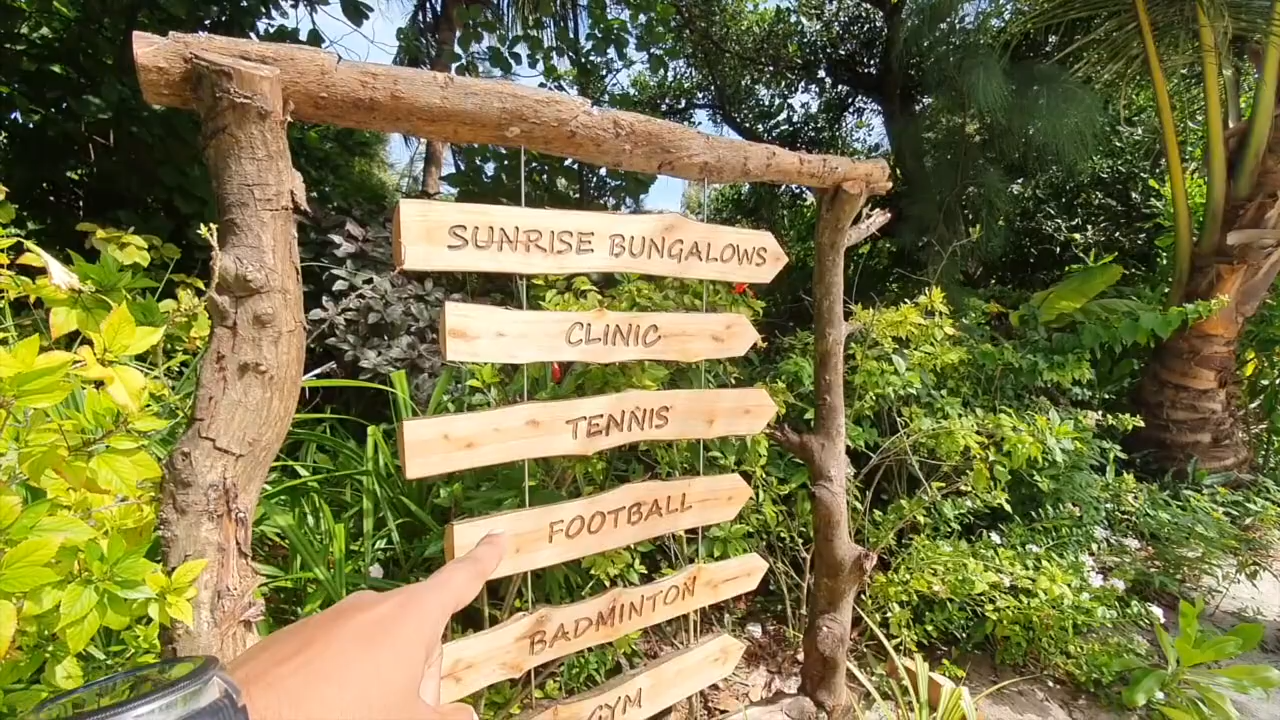 SUNRISE BUNGALOWS
CLINIC
TENNIS
FOOTBALL
BADMINTON
GYM